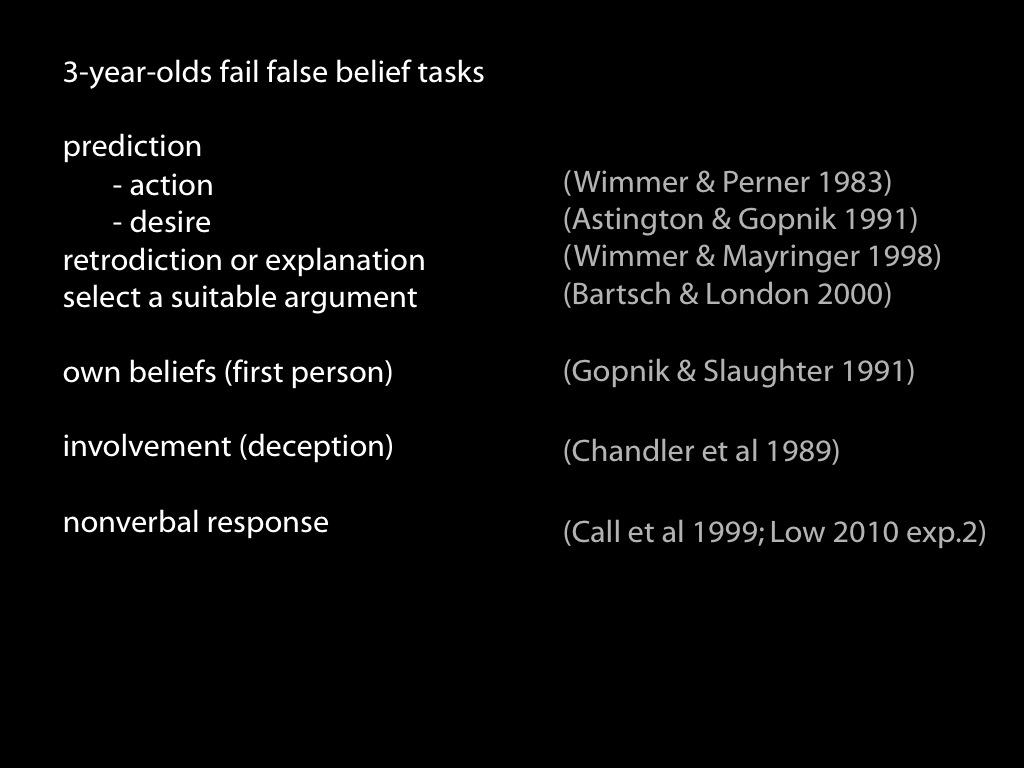 3-year-olds fail false belief tasks
prediction
- action (Wimmer & Perner 1983)
- desire (Astington & Gopnik 1991)
retrodiction or explanation (Wimmer & Mayringer 1998)
select a suitable argument (Bartsch & London 2000)
own beliefs (first person) (Gopnik & Slaughter 1991)
involvement (deception) (Chandler et al 1989)
nonverbal response (Call et al 1999; Low 2010 exp.2)